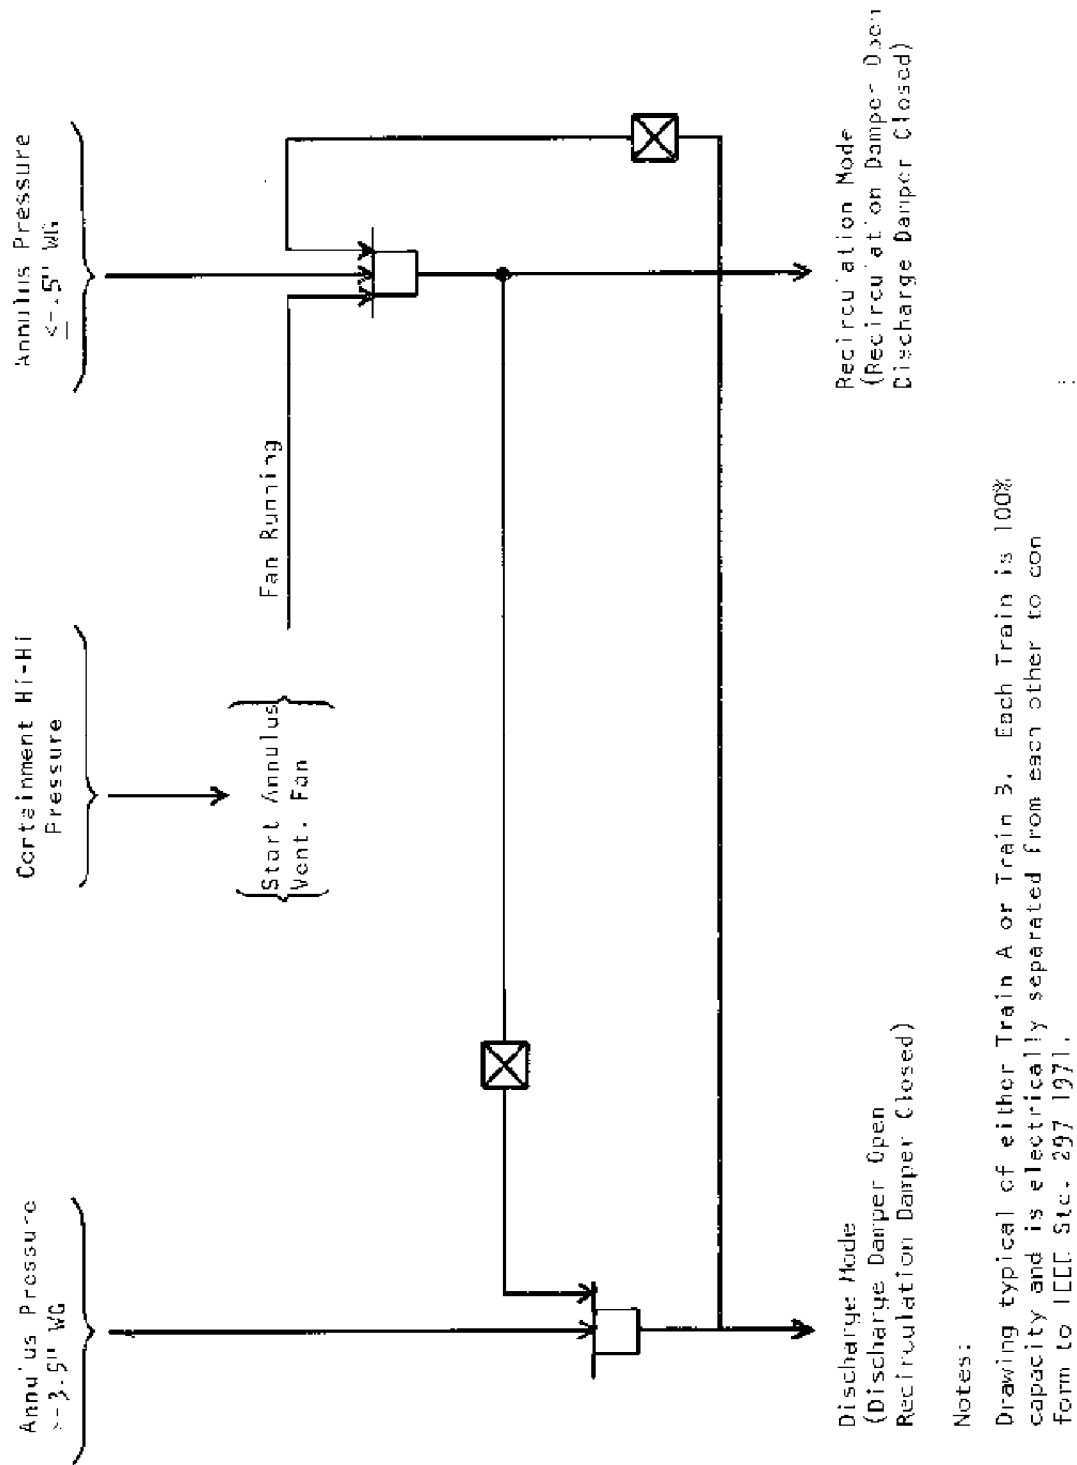 Annulus Pressure
>-3.5" WG
Containment Hi-Hi
Pressure
Annulus Pressure
<-.5" WG
Start Annulus
Vent. Fan
Fan Running
Discharge Mode
(Discharge Damper Open
Recirculation Damper Closed)
Recirculation Mode
(Recirculation Damper Open
Discharge Damper Closed)
Notes:
Drawing typical of either Train A or Train B. Each Train is 100%
capacity and is electrically separated from each other to con
form to IEEE Std. 297 1971.